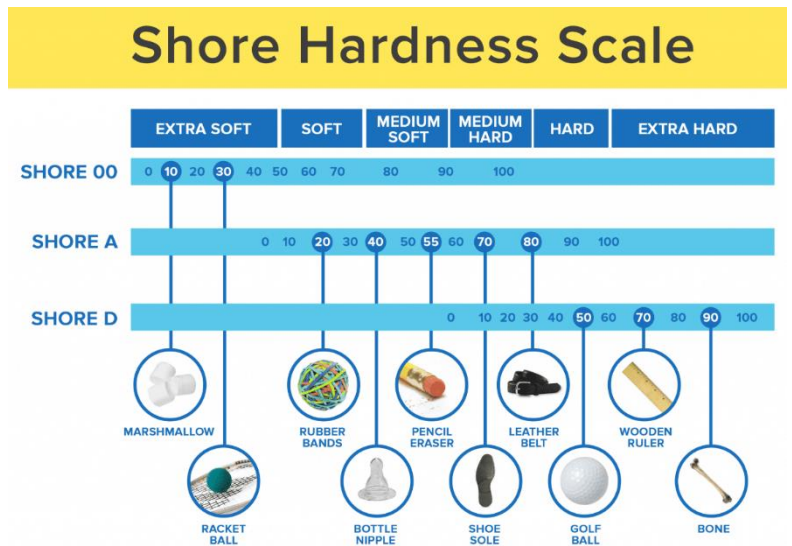 Shore Hardness Scale
EXTRA SOFT SOFT MEDIUM SOFT MEDIUM HARD HARD EXTRA HARD
SHORE 00 0 10 20 30 40 50 60 70 80 90 100
SHORE A 0 10 20 30 40 50 55 60 70 80 90 100
SHORE D 0 10 20 30 40 50 60 70 80 90 100
MARSHMALLOW
RUBBER
BANDS
PENCIL
ERASER
LEATHER
BELT
WOODEN
RULER
RACKET
BALL
BOTTLE
NIPPLE
SHOE
SOLE
GOLF
BALL
BONE